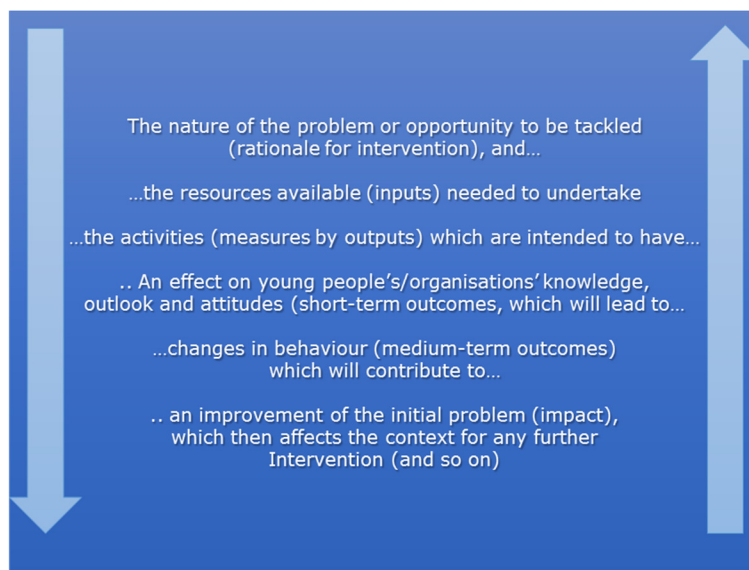 The nature of the problem or opportunity to be tackled
(rationale for intervention), and…
…the resources available (inputs) needed to undertake
…the activities (measures by outputs) which are intended to have…
.. An effect on young people’s/organisations’ knowledge,
outlook and attitudes (short-term outcomes, which will lead to…
…changes in behaviour (medium-term outcomes)
which will contribute to…
.. an improvement of the initial problem (impact),
which then affects the context for any further
Intervention (and so on)